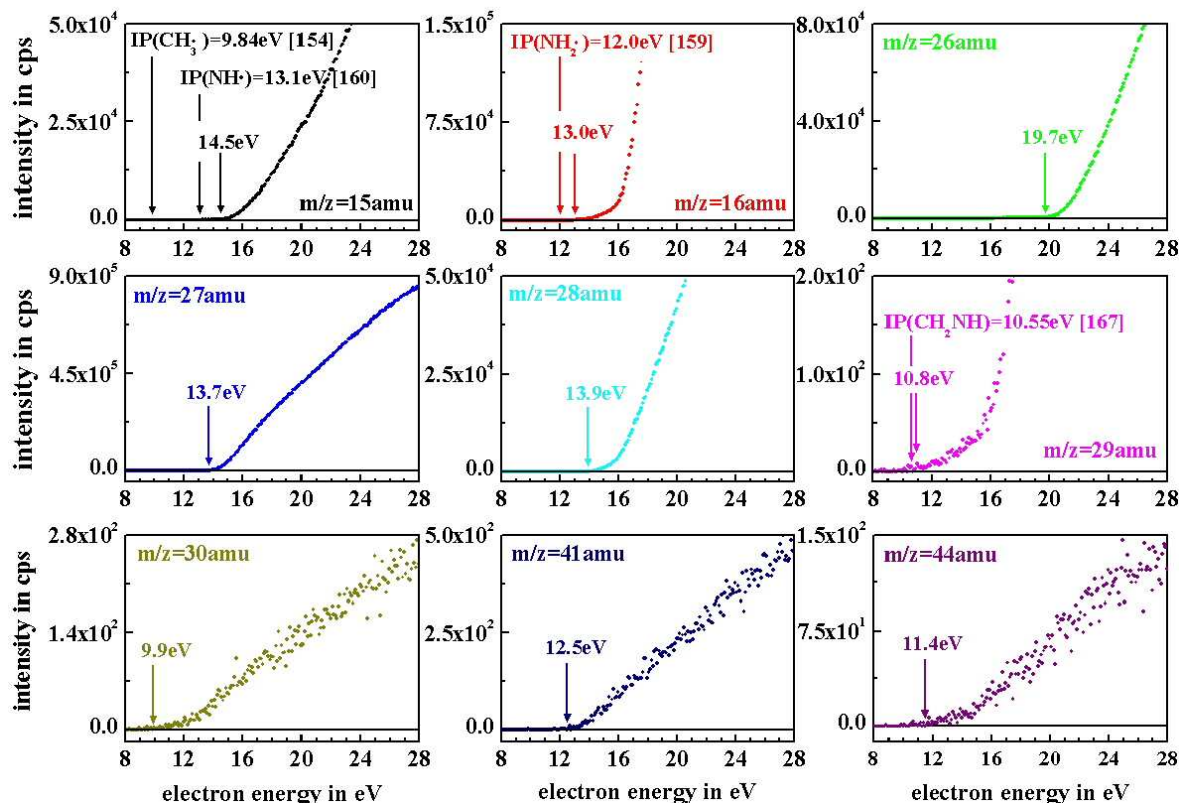 intensity in cps
5.0x10⁴
2.5x10⁴
0.0
IP(CH₃·)=9.84eV [154]
IP(NH·)=13.1eV [160]
14.5eV
m/z=15amu
8 12 16 20 24 28
1.5x10⁵
7.5x10⁴
0.0
IP(NH₂·)=12.0eV [159]
13.0eV
m/z=16amu
8 12 16 20 24 28
8.0x10⁴
4.0x10⁴
0.0
m/z=26amu
19.7eV
8 12 16 20 24 28
intensity in cps
9.0x10⁵
4.5x10⁵
0.0
m/z=27amu
13.7eV
8 12 16 20 24 28
5.0x10⁴
2.5x10⁴
0.0
m/z=28amu
13.9eV
8 12 16 20 24 28
2.0x10²
1.0x10²
0.0
IP(CH₂NH)=10.55eV [167]
10.8eV
m/z=29amu
8 12 16 20 24 28
intensity in cps
2.8x10²
1.4x10²
0.0
m/z=30amu
9.9eV
8 12 16 20 24 28
electron energy in eV
5.0x10²
2.5x10²
0.0
m/z=41amu
12.5eV
8 12 16 20 24 28
electron energy in eV
1.5x10²
7.5x10¹
0.0
m/z=44amu
11.4eV
8 12 16 20 24 28
electron energy in eV